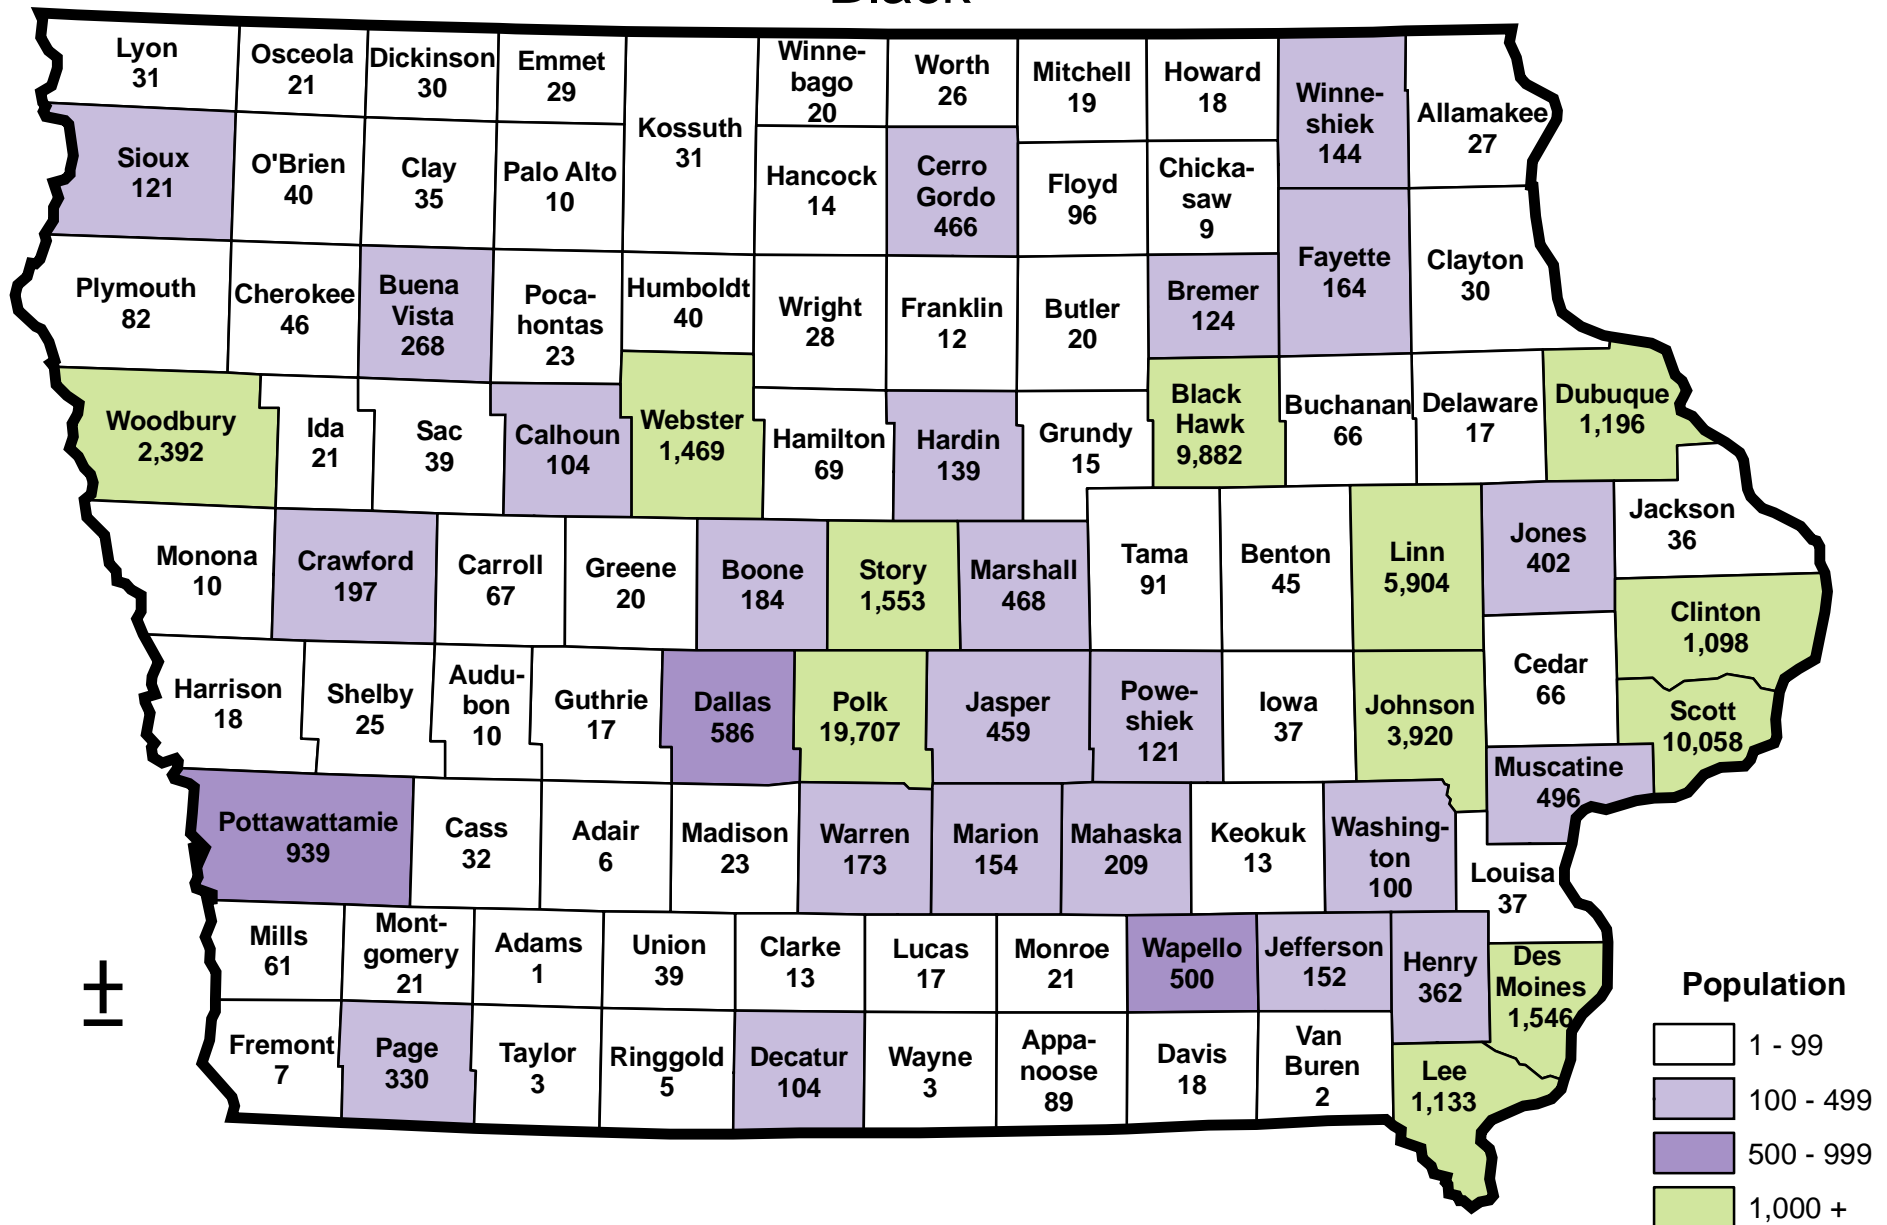 Black
Lyon
31
Osceola
21
Dickinson
30
Emmet
29
Kossuth
31
Winne-
bago
20
Worth
26
Mitchell
19
Howard
18
Winne-
shiek
144
Allamakee
27
Sioux
121
O'Brien
40
Clay
35
Palo Alto
10
Hancock
14
Cerro
Gordo
466
Floyd
96
Chicka-
saw
9
Plymouth
82
Cherokee
46
Buena
Vista
268
Poca-
hontas
23
Humboldt
40
Wright
28
Franklin
12
Butler
20
Bremer
124
Fayette
164
Clayton
30
Woodbury
2,392
Ida
21
Sac
39
Calhoun
104
Webster
1,469
Hamilton
69
Hardin
139
Grundy
15
Black
Hawk
9,882
Buchanan
66
Delaware
17
Dubuque
1,196
Monona
10
Crawford
197
Carroll
67
Greene
20
Boone
184
Story
1,553
Marshall
468
Tama
91
Benton
45
Linn
5,904
Jones
402
Jackson
36
Clinton
1,098
Harrison
18
Shelby
25
Audu-
bon
10
Guthrie
17
Dallas
586
Polk
19,707
Jasper
459
Powe-
shiek
121
Iowa
37
Johnson
3,920
Cedar
66
Scott
10,058
Muscatine
496
Pottawattamie
939
Cass
32
Adair
6
Madison
23
Warren
173
Marion
154
Mahaska
209
Keokuk
13
Washing-
ton
100
Louisa
37
Mills
61
Mont-
gomery
21
Adams
1
Union
39
Clarke
13
Lucas
17
Monroe
21
Wapello
500
Jefferson
152
Henry
362
Des
Moines
1,546
Fremont
7
Page
330
Taylor
3
Ringgold
5
Decatur
104
Wayne
3
Appa-
noose
89
Davis
18
Van
Buren
2
Lee
1,133
±
Population
1 - 99
100 - 499
500 - 999
1,000 +